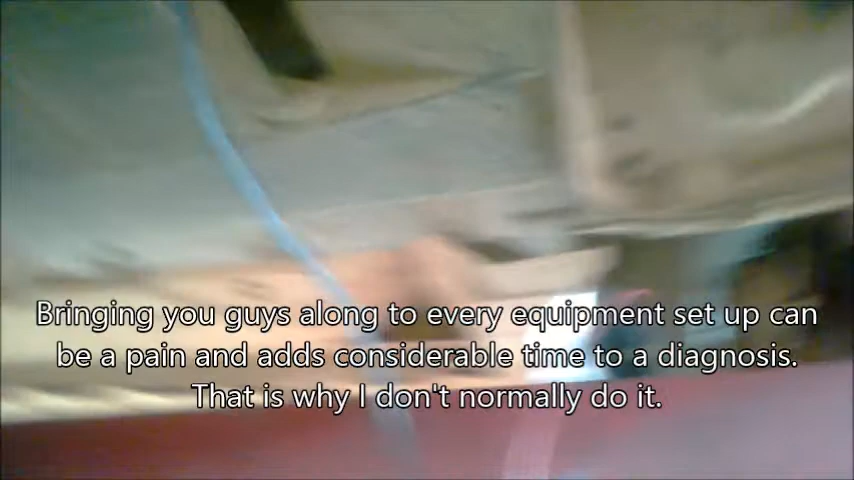 Bringing you guys along to every equipment set up can
be a pain and adds considerable time to a diagnosis.
That is why I don't normally do it.